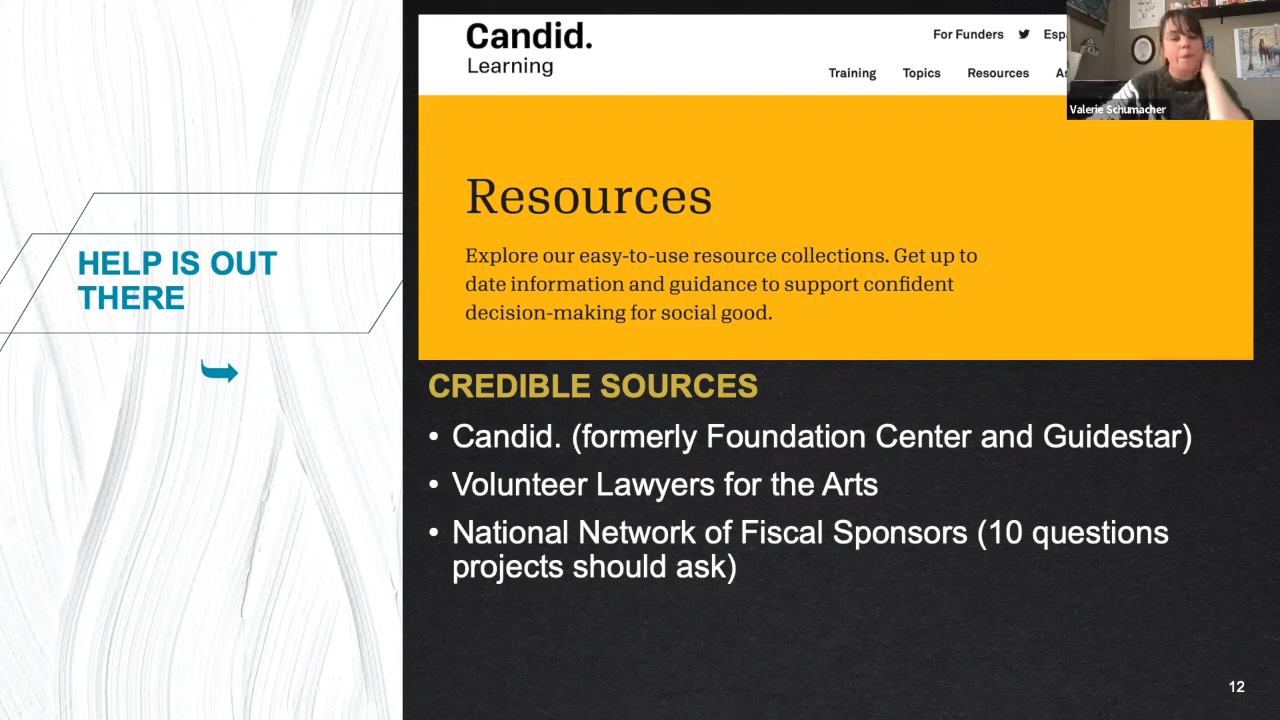 HELP IS OUT
THERE
Candid.
Learning
For Funders
Training Topics Resources
Valerie Schumacher
Resources
Explore our easy-to-use resource collections. Get up to
date information and guidance to support confident
decision-making for social good.
CREDIBLE SOURCES
• Candid. (formerly Foundation Center and Guidestar)
• Volunteer Lawyers for the Arts
• National Network of Fiscal Sponsors (10 questions
projects should ask)
12